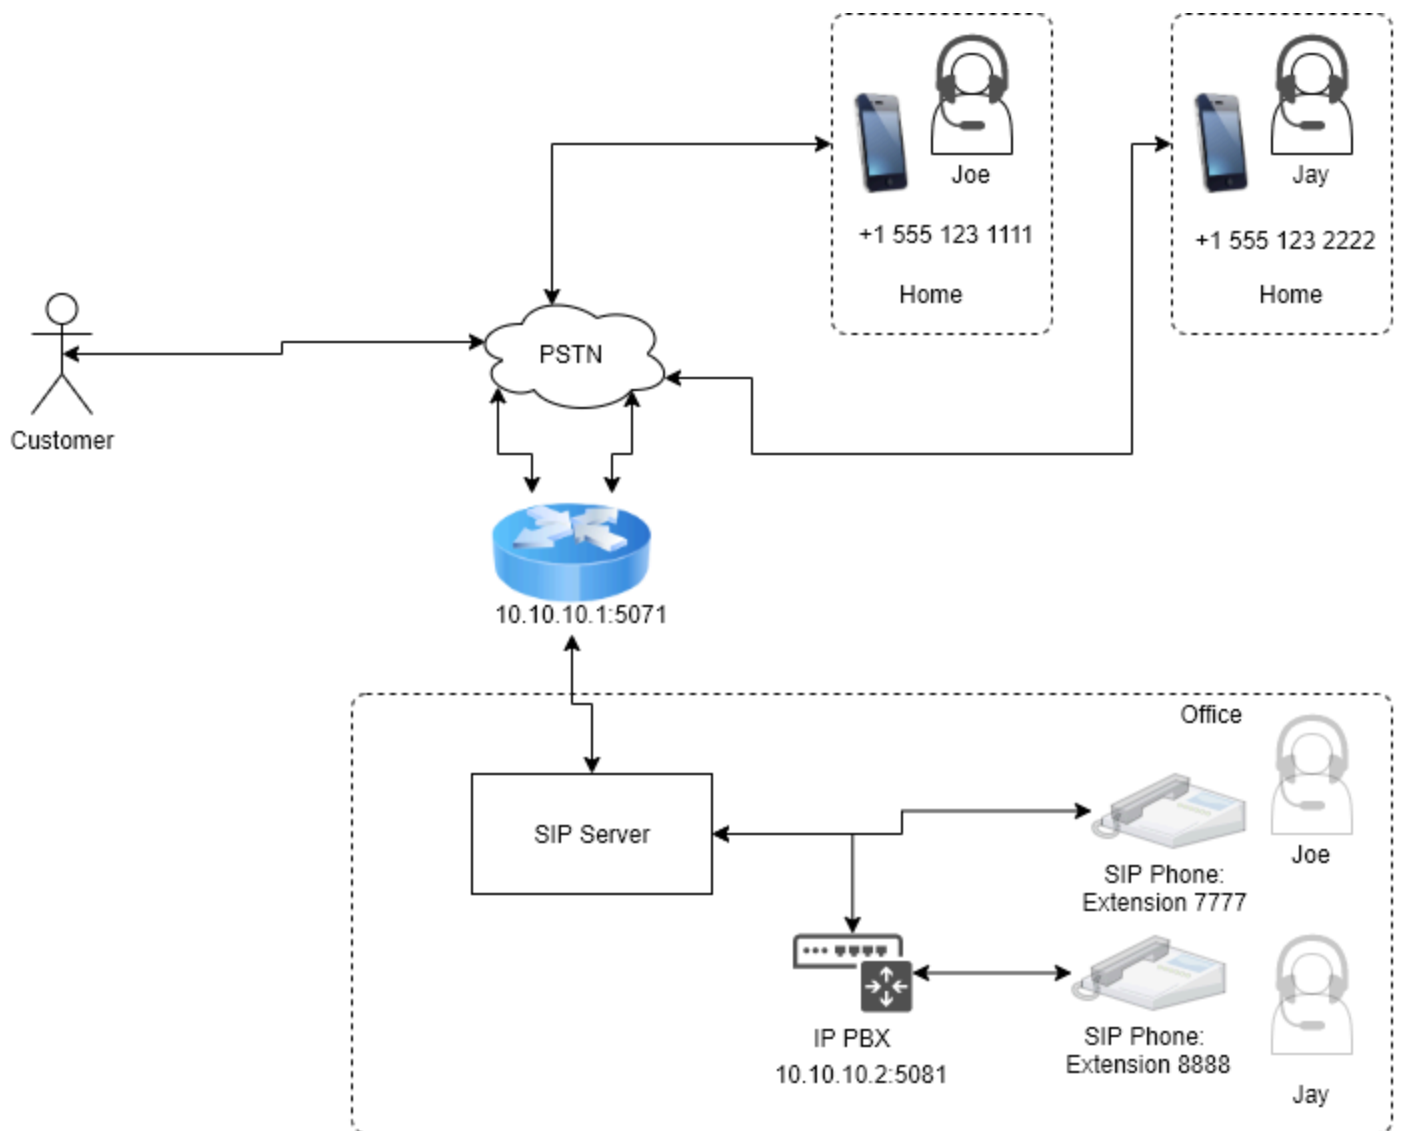 Joe
+1 555 123 1111
Home
Jay
+1 555 123 2222
Home
PSTN
Customer
10.10.10.1:5071
Office
SIP Server
Joe
SIP Phone:
Extension 7777
IP PBX
10.10.10.2:5081
SIP Phone:
Extension 8888
Jay